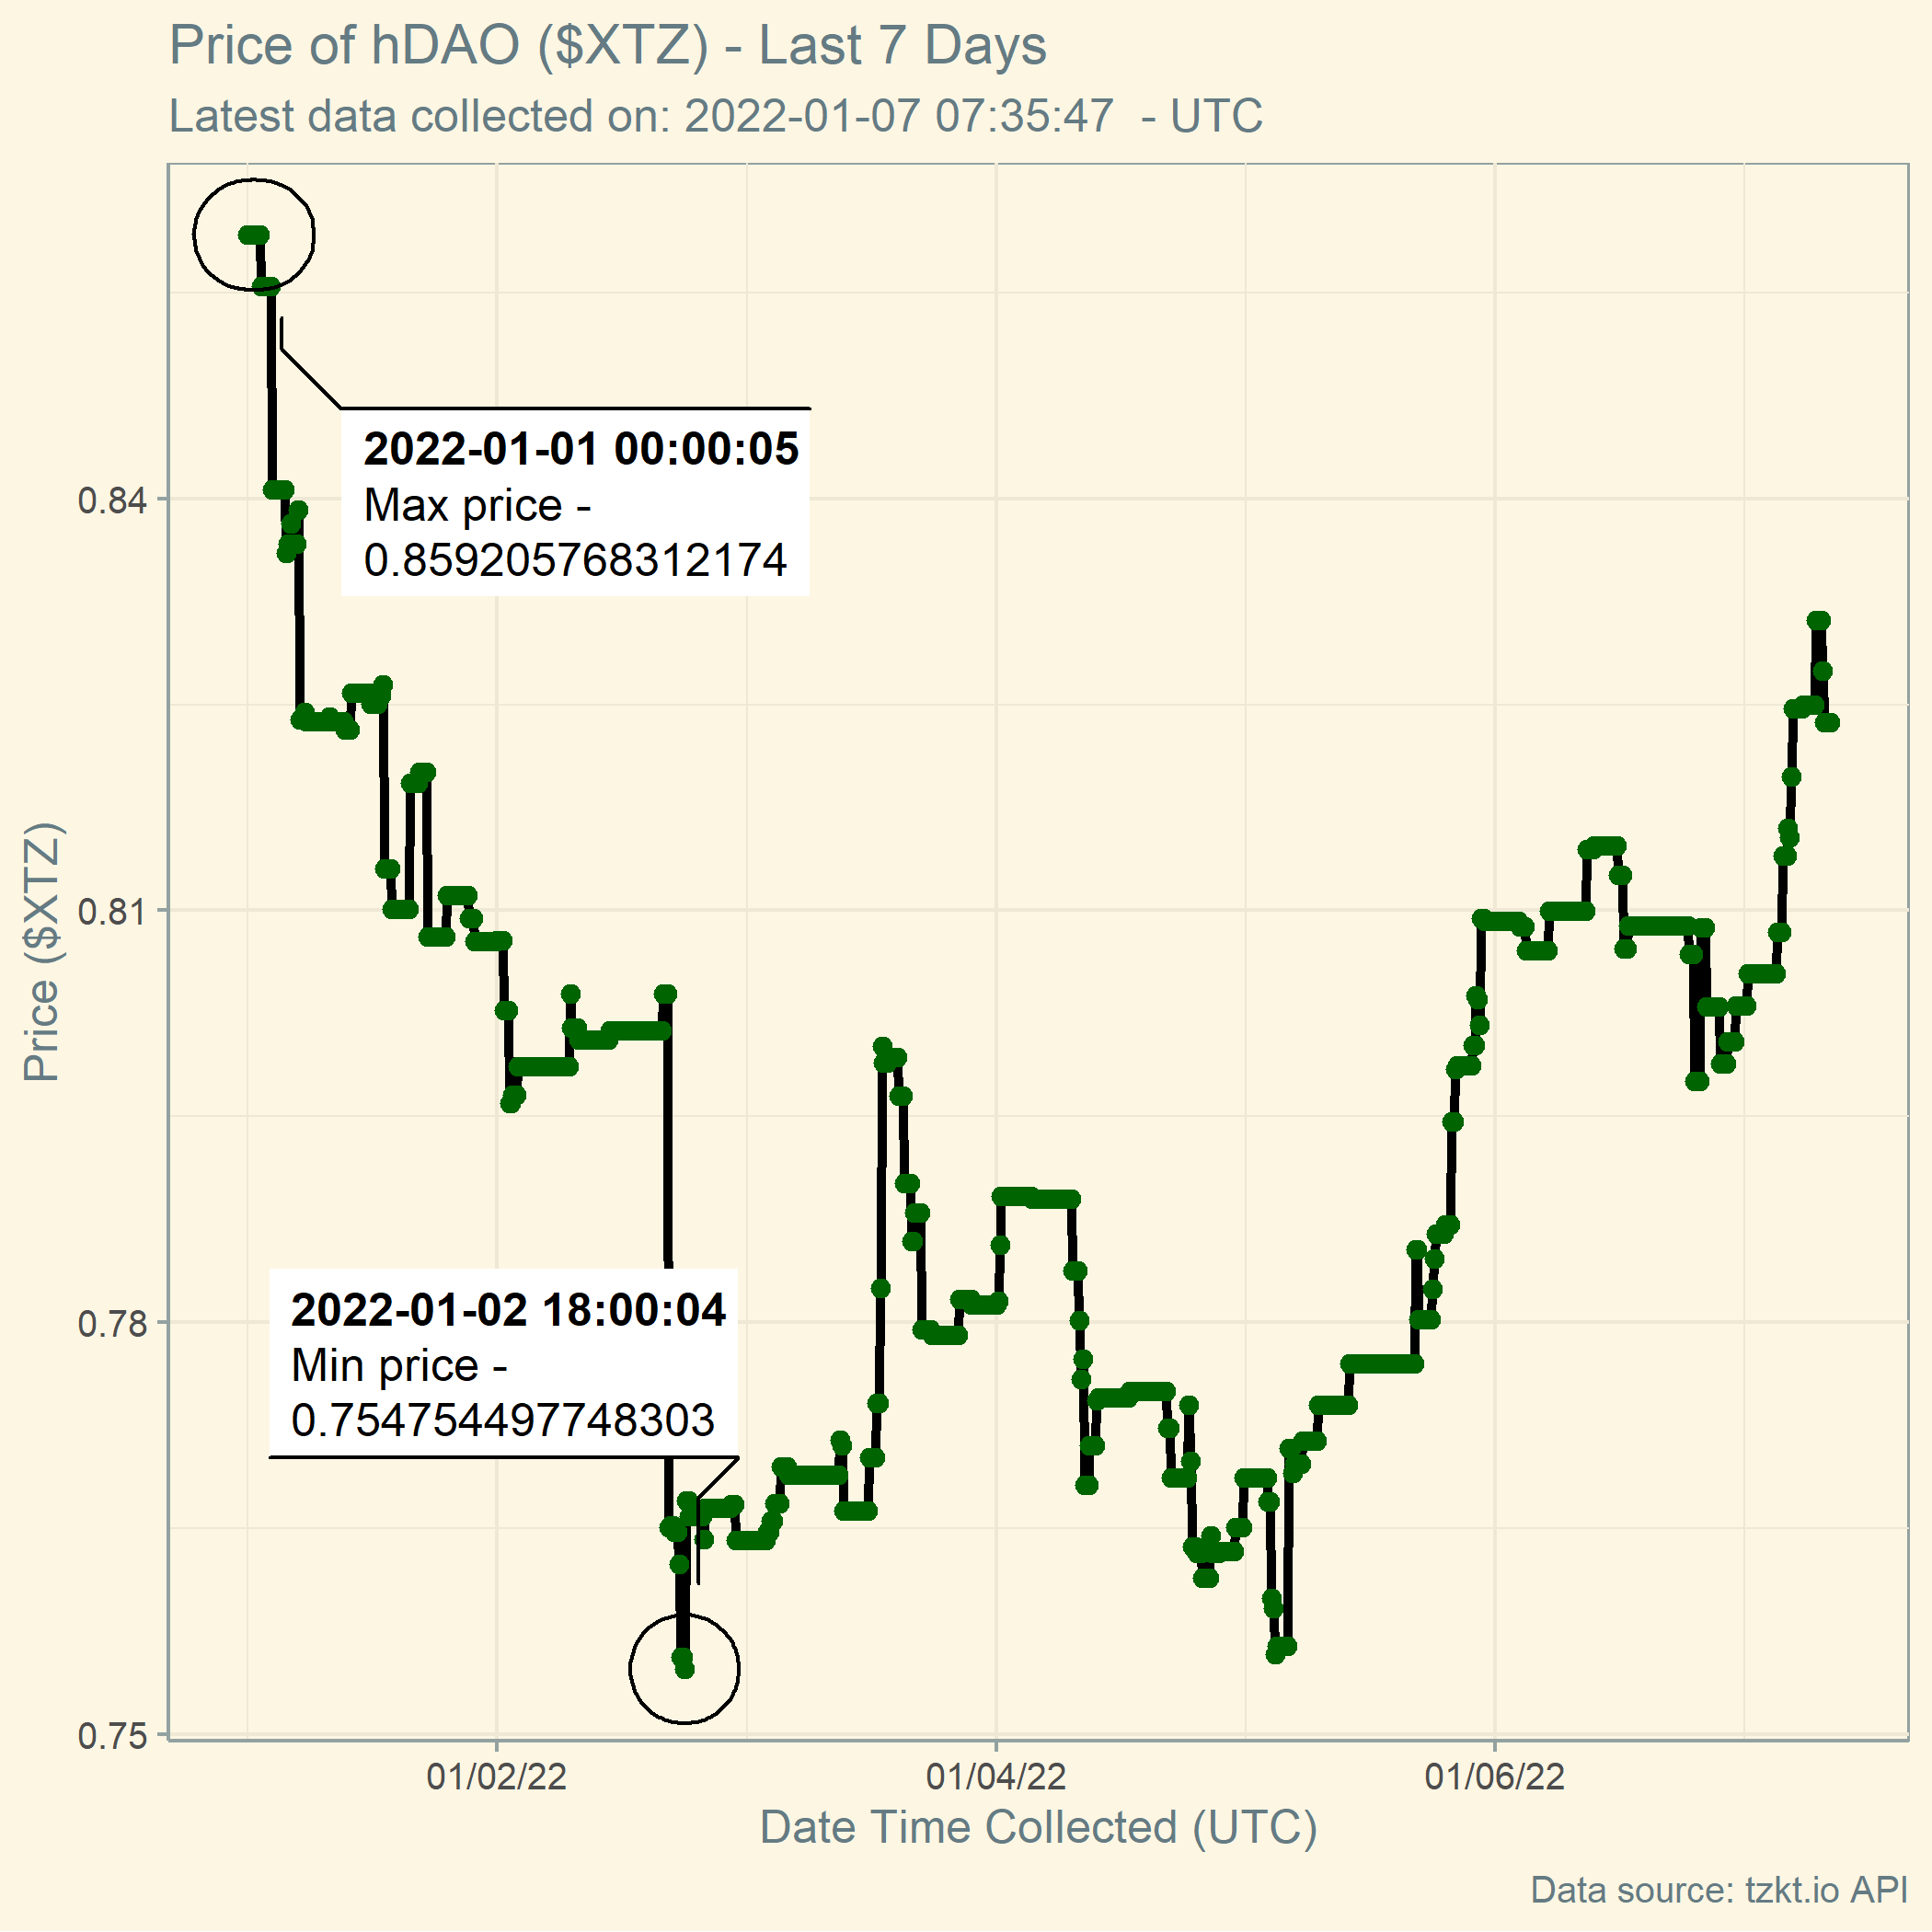 Price of hDAO ($XTZ) - Last 7 Days
Latest data collected on: 2022-01-07 07:35:47  - UTC
2022-01-01 00:00:05
Max price -
0.859205768312174
0.84
0.81
0.78
0.75
Price ($XTZ)
2022-01-02 18:00:04
Min price -
0.754754497748303
01/02/22
01/04/22
01/06/22
Date Time Collected (UTC)
Data source: tzkt.io API